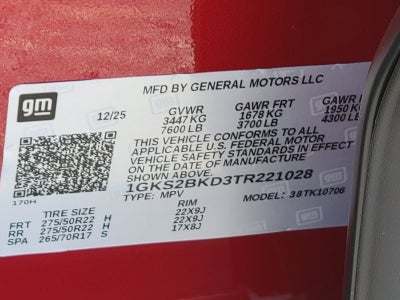 MFD BY GENERAL MOTORS LLC
gm
12/25 GVWR GAWR FRT GAWR
3447 KG 1678 KG 1950 KG
7600 LB 3700 LB 4300 LB
THIS VEHICLE CONFORMS TO ALL
APPLICABLE U.S. FEDERAL MOTOR
VEHICLE SAFETY STANDARDS IN EFFECT
ON THE DATE OF MANUFACTURE
1GKS2BKD3TR221028
170H TYPE: MPV MODEL: 38TK10706
TIRE SIZE RIM
FRT 275/50R22 H 22X9J
RR 275/50R22 H 22X9J
SPA 265/70R17 S 17X8J